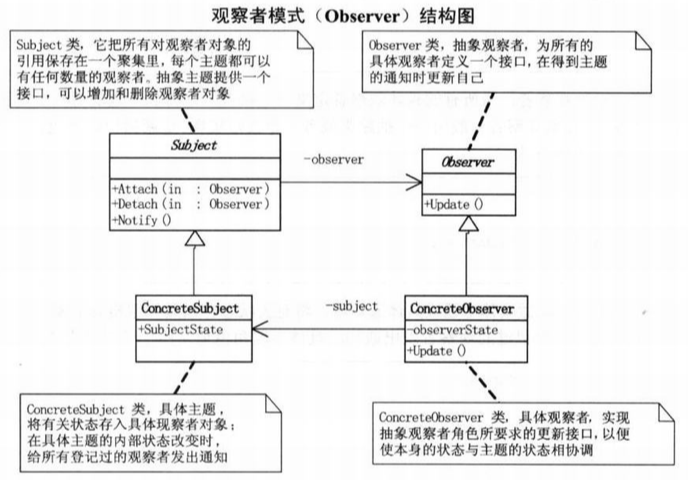 观察者模式（Observer）结构图
Subject 类，它把所有对观察者对象的
引用保存在一个聚集里，每个主题都可以
有任何数量的观察者。抽象主题提供一个
接口，可以增加和删除观察者对象
Observer 类，抽象观察者，为所有的
具体观察者定义一个接口，在得到主题
的通知时更新自己
Subject
+Attach(in : Observer)
+Detach(in : Observer)
+Notify()
-observer
Observer
+Update()
ConcreteSubject
+SubjectState
-subject
ConcreteObserver
-observerState
+Update()
ConcreteSubject 类，具体主题，
将有关状态存入具体现察者对象；
在具体主题的内部状态改变时，
给所有登记过的观察者发出通知
ConcreteObserver 类，具体观察者，实现
抽象观察者角色所要求的更新接口，以便
使本身的状态与主题的状态相协调